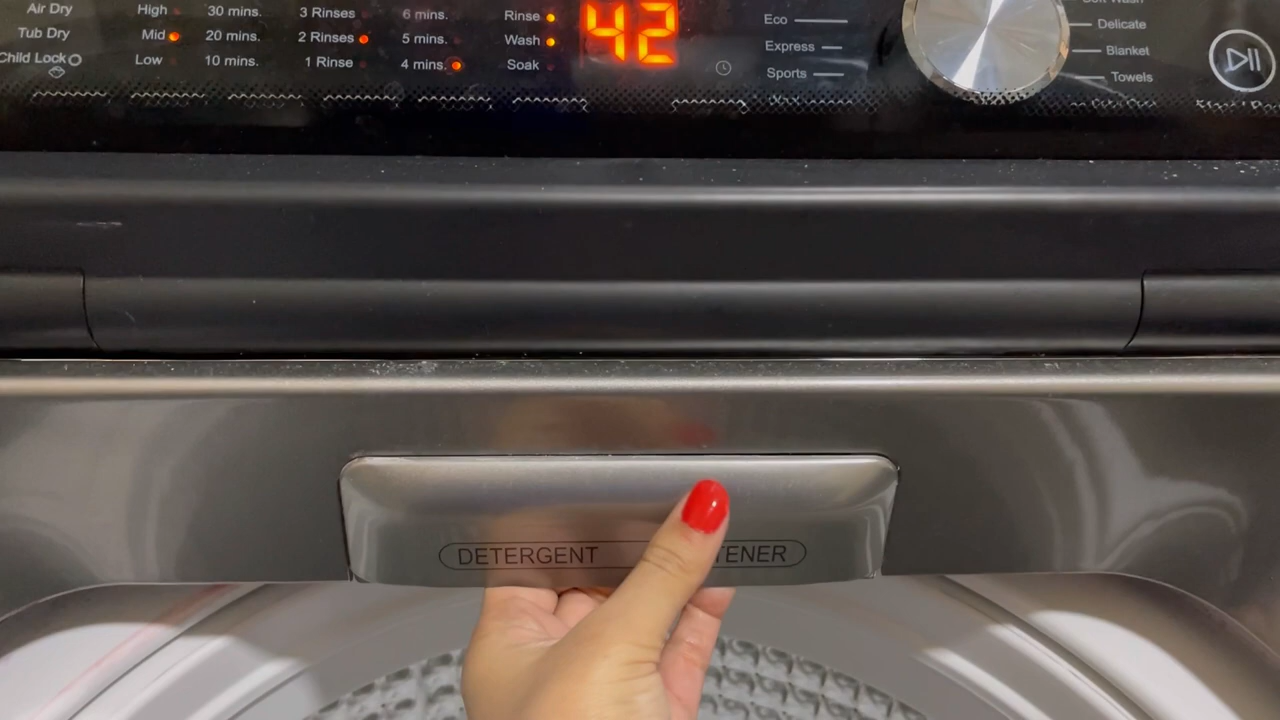 Air Dry High 30 mins. 3 Rinses 6 mins. Rinse
Tub Dry Mid 20 mins. 2 Rinses 5 mins. Wash
Child Lock Low 10 mins. 1 Rinse 4 mins. Soak
42
Eco
Express
Sports
Delicate
Blanket
Towels
DETERGENT TENER